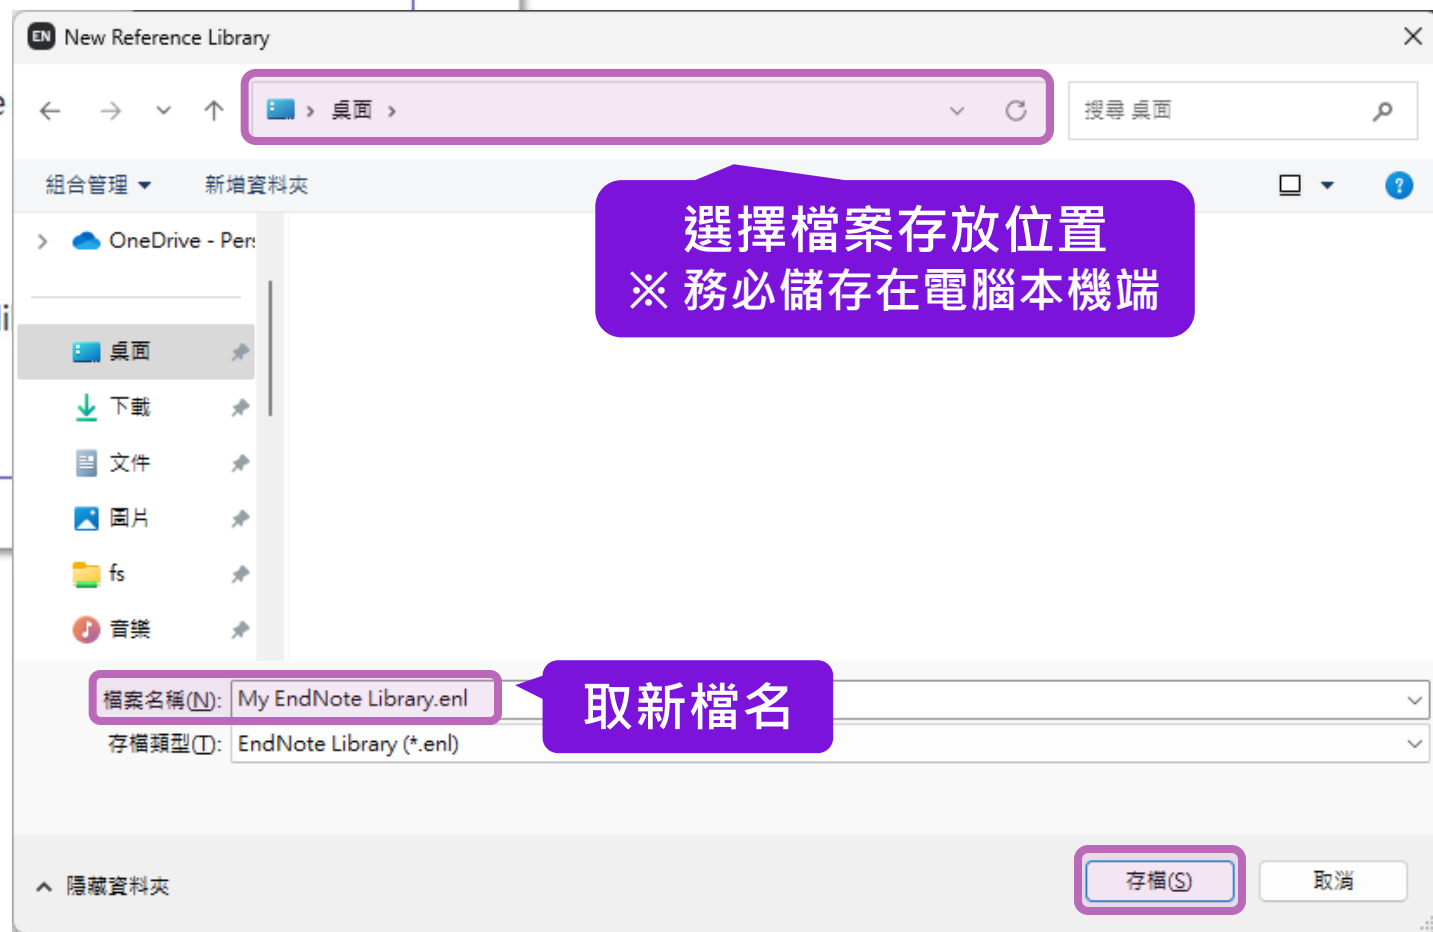 EN New Reference Library
桌面
搜尋 桌面
組合管理
新增資料夾
?
選擇檔案存放位置
※ 務必儲存在電腦本機端
OneDrive - Pers
桌面
下載
文件
圖片
fs
音樂
檔案名稱(N): My EndNote Library.enl
取新檔名
存檔類型(T): EndNote Library (*.enl)
隱藏資料夾
存檔(S)
取消